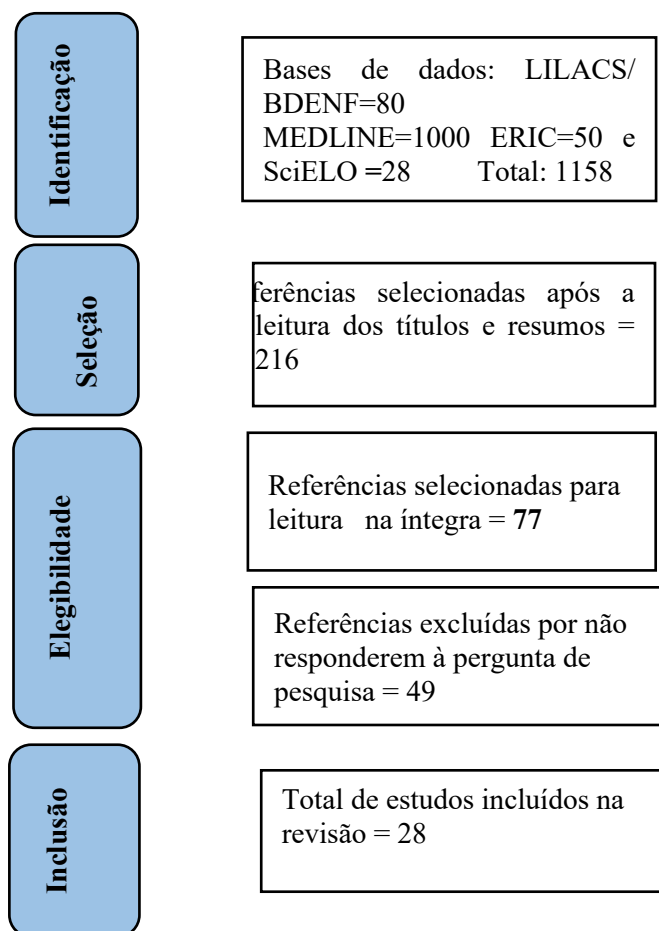 Identificação
Bases de dados: LILACS/
BDENF=80
MEDLINE=1000 ERIC=50 e
SciELO =28 Total: 1158
Seleção
ferências selecionadas após a
leitura dos títulos e resumos =
216
Elegibilidade
Referências selecionadas para
leitura na íntegra = 77
Referências excluídas por não
responderem à pergunta de
pesquisa = 49
Inclusão
Total de estudos incluídos na
revisão = 28